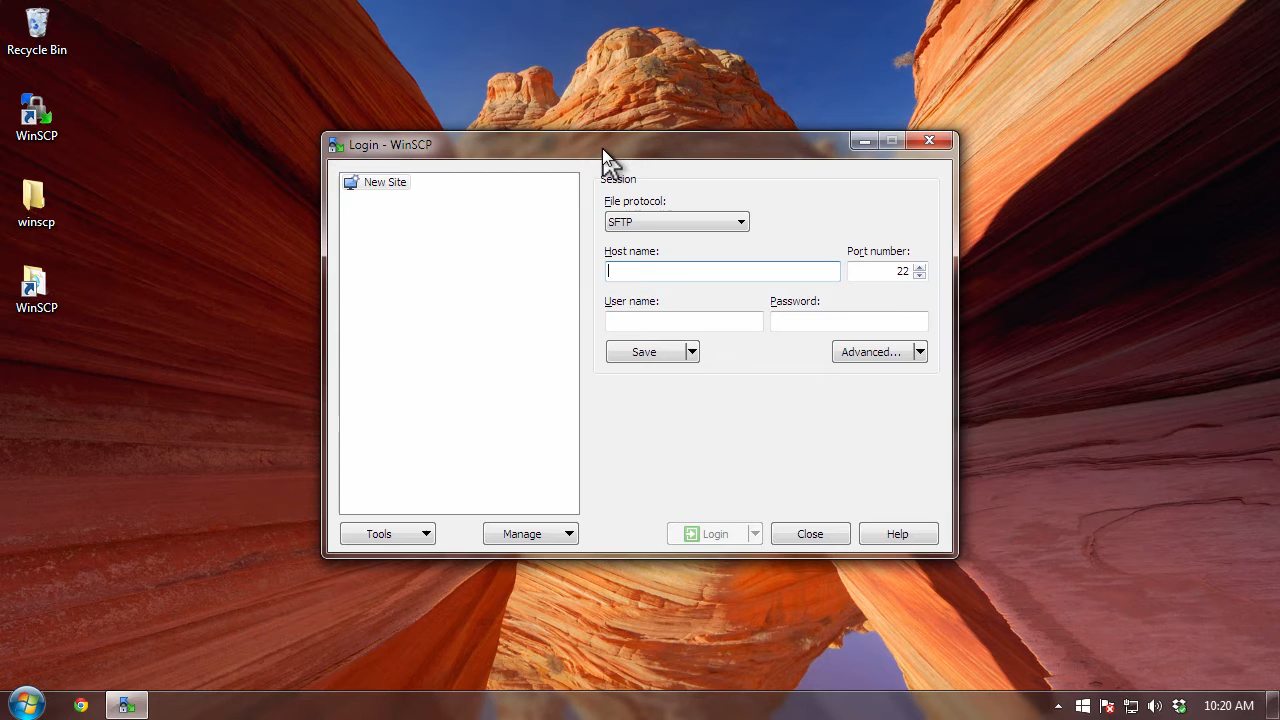 Recycle Bin
WinSCP
winscp
WinSCP
Login - WinSCP
New Site
Session
File protocol:
SFTP
Host name:
Port number:
22
User name:
Password:
Save
Advanced...
Tools
Manage
Login
Close
Help
10:20 AM